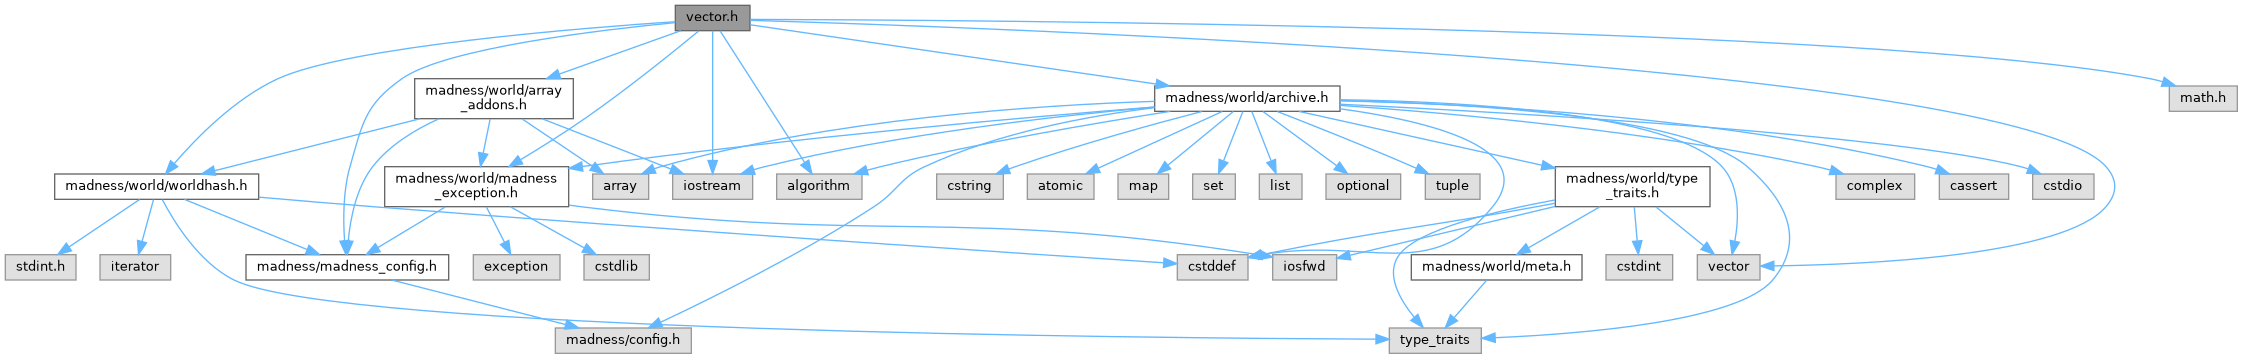 vector.h
madness/world/array
_addons.h
madness/world/archive.h
math.h
madness/world/worldhash.h
madness/world/madness
_exception.h
array
iostream
algorithm
cstring
atomic
map
set
list
optional
tuple
madness/world/type
_traits.h
complex
cassert
cstdio
stdint.h
iterator
madness/madness_config.h
exception
cstdlib
cstddef
iosfwd
madness/world/meta.h
cstdint
vector
madness/config.h
type_traits